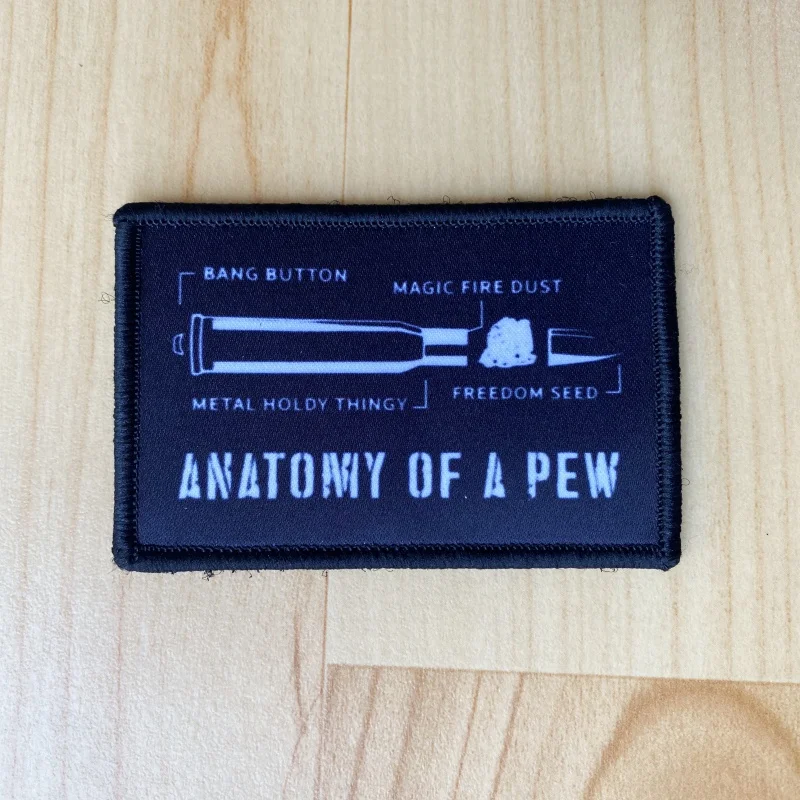 BANG BUTTON
MAGIC FIRE DUST
METAL HOLDY THINGY
FREEDOM SEED
ANATOMY OF A PEW